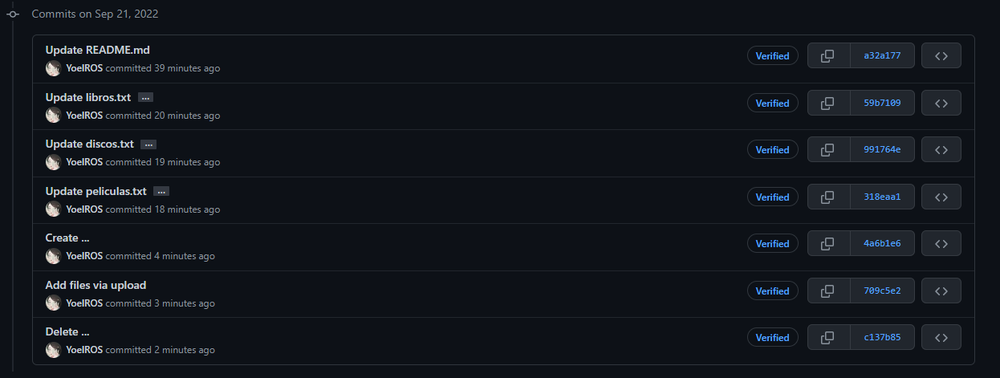 Commits on Sep 21, 2022
Update README.md
YoelROS committed 39 minutes ago
Verified
a32a177
Update libros.txt ...
YoelROS committed 20 minutes ago
Verified
59b7109
Update discos.txt ...
YoelROS committed 19 minutes ago
Verified
991764e
Update peliculas.txt ...
YoelROS committed 18 minutes ago
Verified
318eaa1
Create ...
YoelROS committed 4 minutes ago
Verified
4a6b1e6
Add files via upload
YoelROS committed 3 minutes ago
Verified
709c5e2
Delete ...
YoelROS committed 2 minutes ago
Verified
c137b85